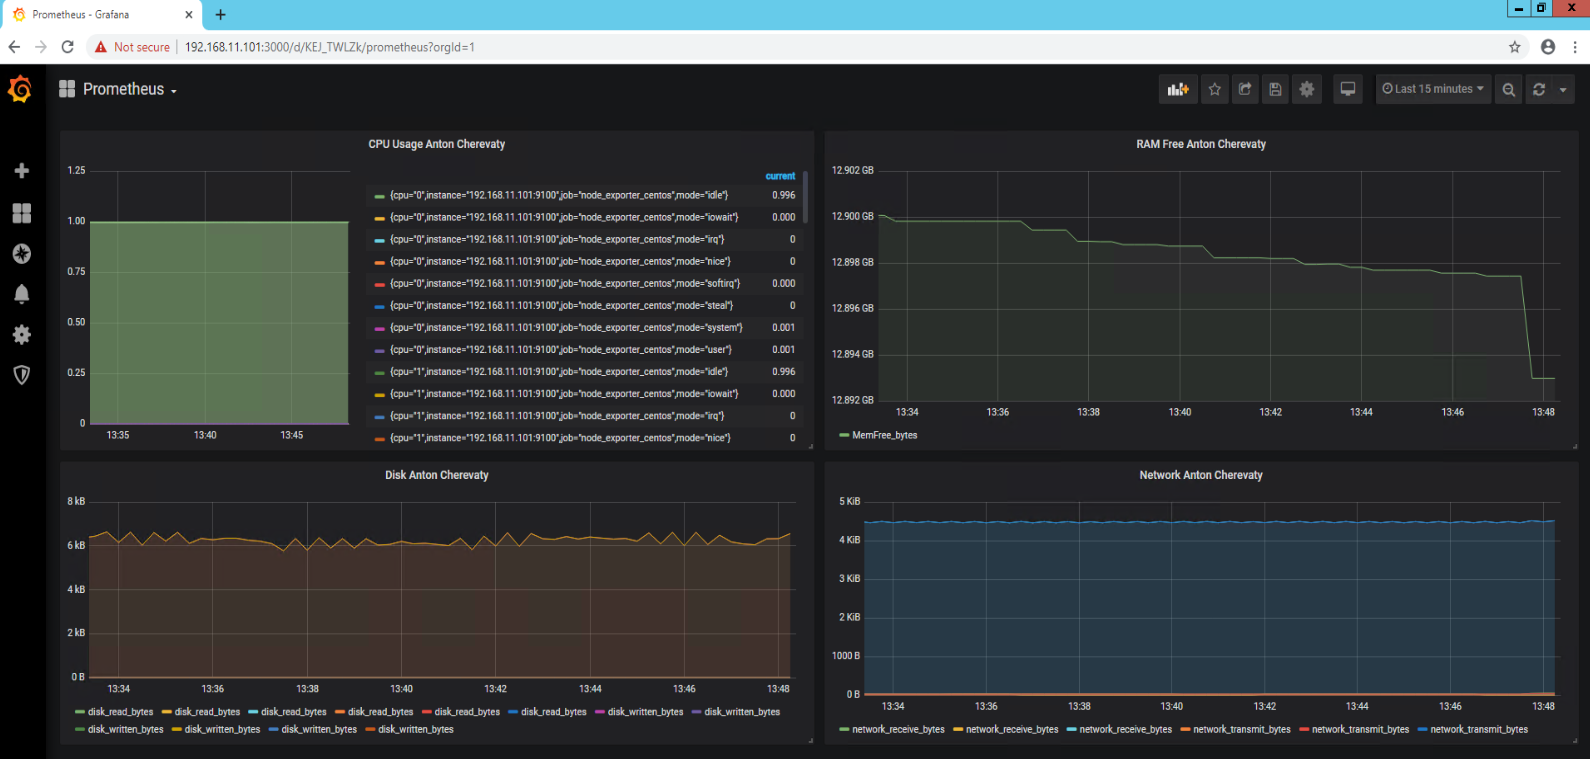 Prometheus - Grafana
Not secure 192.168.11.101:3000/d/KEJ_TWLZk/prometheus?orgId=1
Prometheus
Last 15 minutes
CPU Usage Anton Cherevaty
current
1.25
1.00
0.75
0.50
0.25
0
13:35 13:40 13:45
{cpu="0",instance="192.168.11.101:9100",job="node_exporter_centos",mode="idle"} 0.996
{cpu="0",instance="192.168.11.101:9100",job="node_exporter_centos",mode="iowait"} 0.000
{cpu="0",instance="192.168.11.101:9100",job="node_exporter_centos",mode="irq"} 0
{cpu="0",instance="192.168.11.101:9100",job="node_exporter_centos",mode="nice"} 0
{cpu="0",instance="192.168.11.101:9100",job="node_exporter_centos",mode="softirq"} 0.000
{cpu="0",instance="192.168.11.101:9100",job="node_exporter_centos",mode="steal"} 0
{cpu="0",instance="192.168.11.101:9100",job="node_exporter_centos",mode="system"} 0.001
{cpu="0",instance="192.168.11.101:9100",job="node_exporter_centos",mode="user"} 0.001
{cpu="1",instance="192.168.11.101:9100",job="node_exporter_centos",mode="idle"} 0.996
{cpu="1",instance="192.168.11.101:9100",job="node_exporter_centos",mode="iowait"} 0.000
{cpu="1",instance="192.168.11.101:9100",job="node_exporter_centos",mode="irq"} 0
{cpu="1",instance="192.168.11.101:9100",job="node_exporter_centos",mode="nice"} 0
RAM Free Anton Cherevaty
12.902 GB
12.900 GB
12.898 GB
12.896 GB
12.894 GB
12.892 GB
13:34 13:36 13:38 13:40 13:42 13:44 13:46 13:48
MemFree_bytes
Disk Anton Cherevaty
8 kB
6 kB
4 kB
2 kB
0 B
13:34 13:36 13:38 13:40 13:42 13:44 13:46 13:48
disk_read_bytes disk_read_bytes disk_read_bytes disk_read_bytes disk_read_bytes disk_read_bytes disk_written_bytes disk_written_bytes
disk_written_bytes disk_written_bytes disk_written_bytes disk_written_bytes
Network Anton Cherevaty
5 KiB
4 KiB
3 KiB
2 KiB
1000 B
0 B
13:34 13:36 13:38 13:40 13:42 13:44 13:46 13:48
network_receive_bytes network_receive_bytes network_receive_bytes network_transmit_bytes network_transmit_bytes network_transmit_bytes